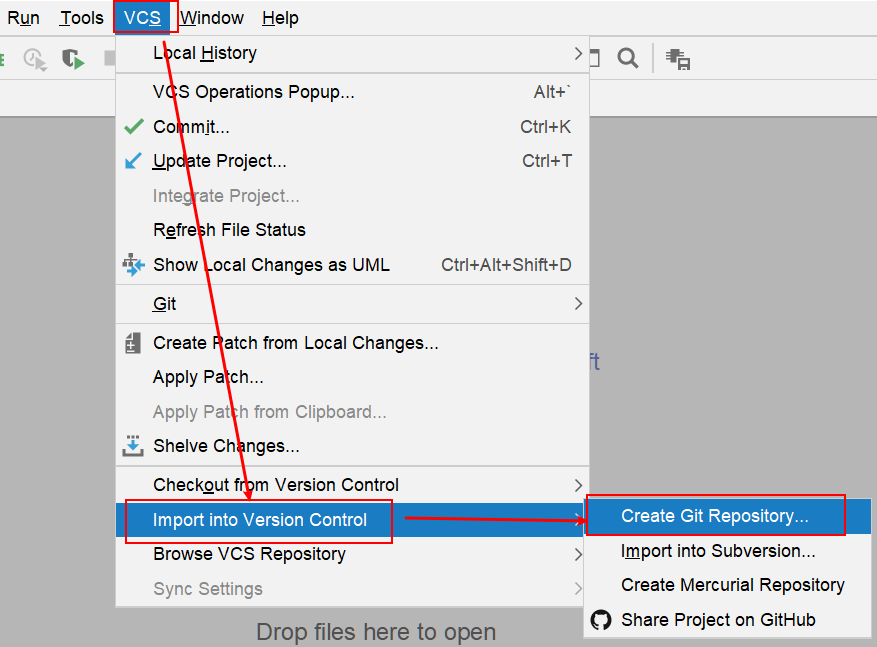 Run Tools VCS Window Help
Local History
VCS Operations Popup... Alt+`
Commit... Ctrl+K
Update Project... Ctrl+T
Integrate Project...
Refresh File Status
Show Local Changes as UML Ctrl+Alt+Shift+D
Git
Create Patch from Local Changes...
ft
Apply Patch...
Apply Patch from Clipboard...
Shelve Changes...
Checkout from Version Control
Import into Version Control
Create Git Repository...
Browse VCS Repository
Import into Subversion...
Sync Settings
Create Mercurial Repository
Share Project on GitHub
Drop files here to open